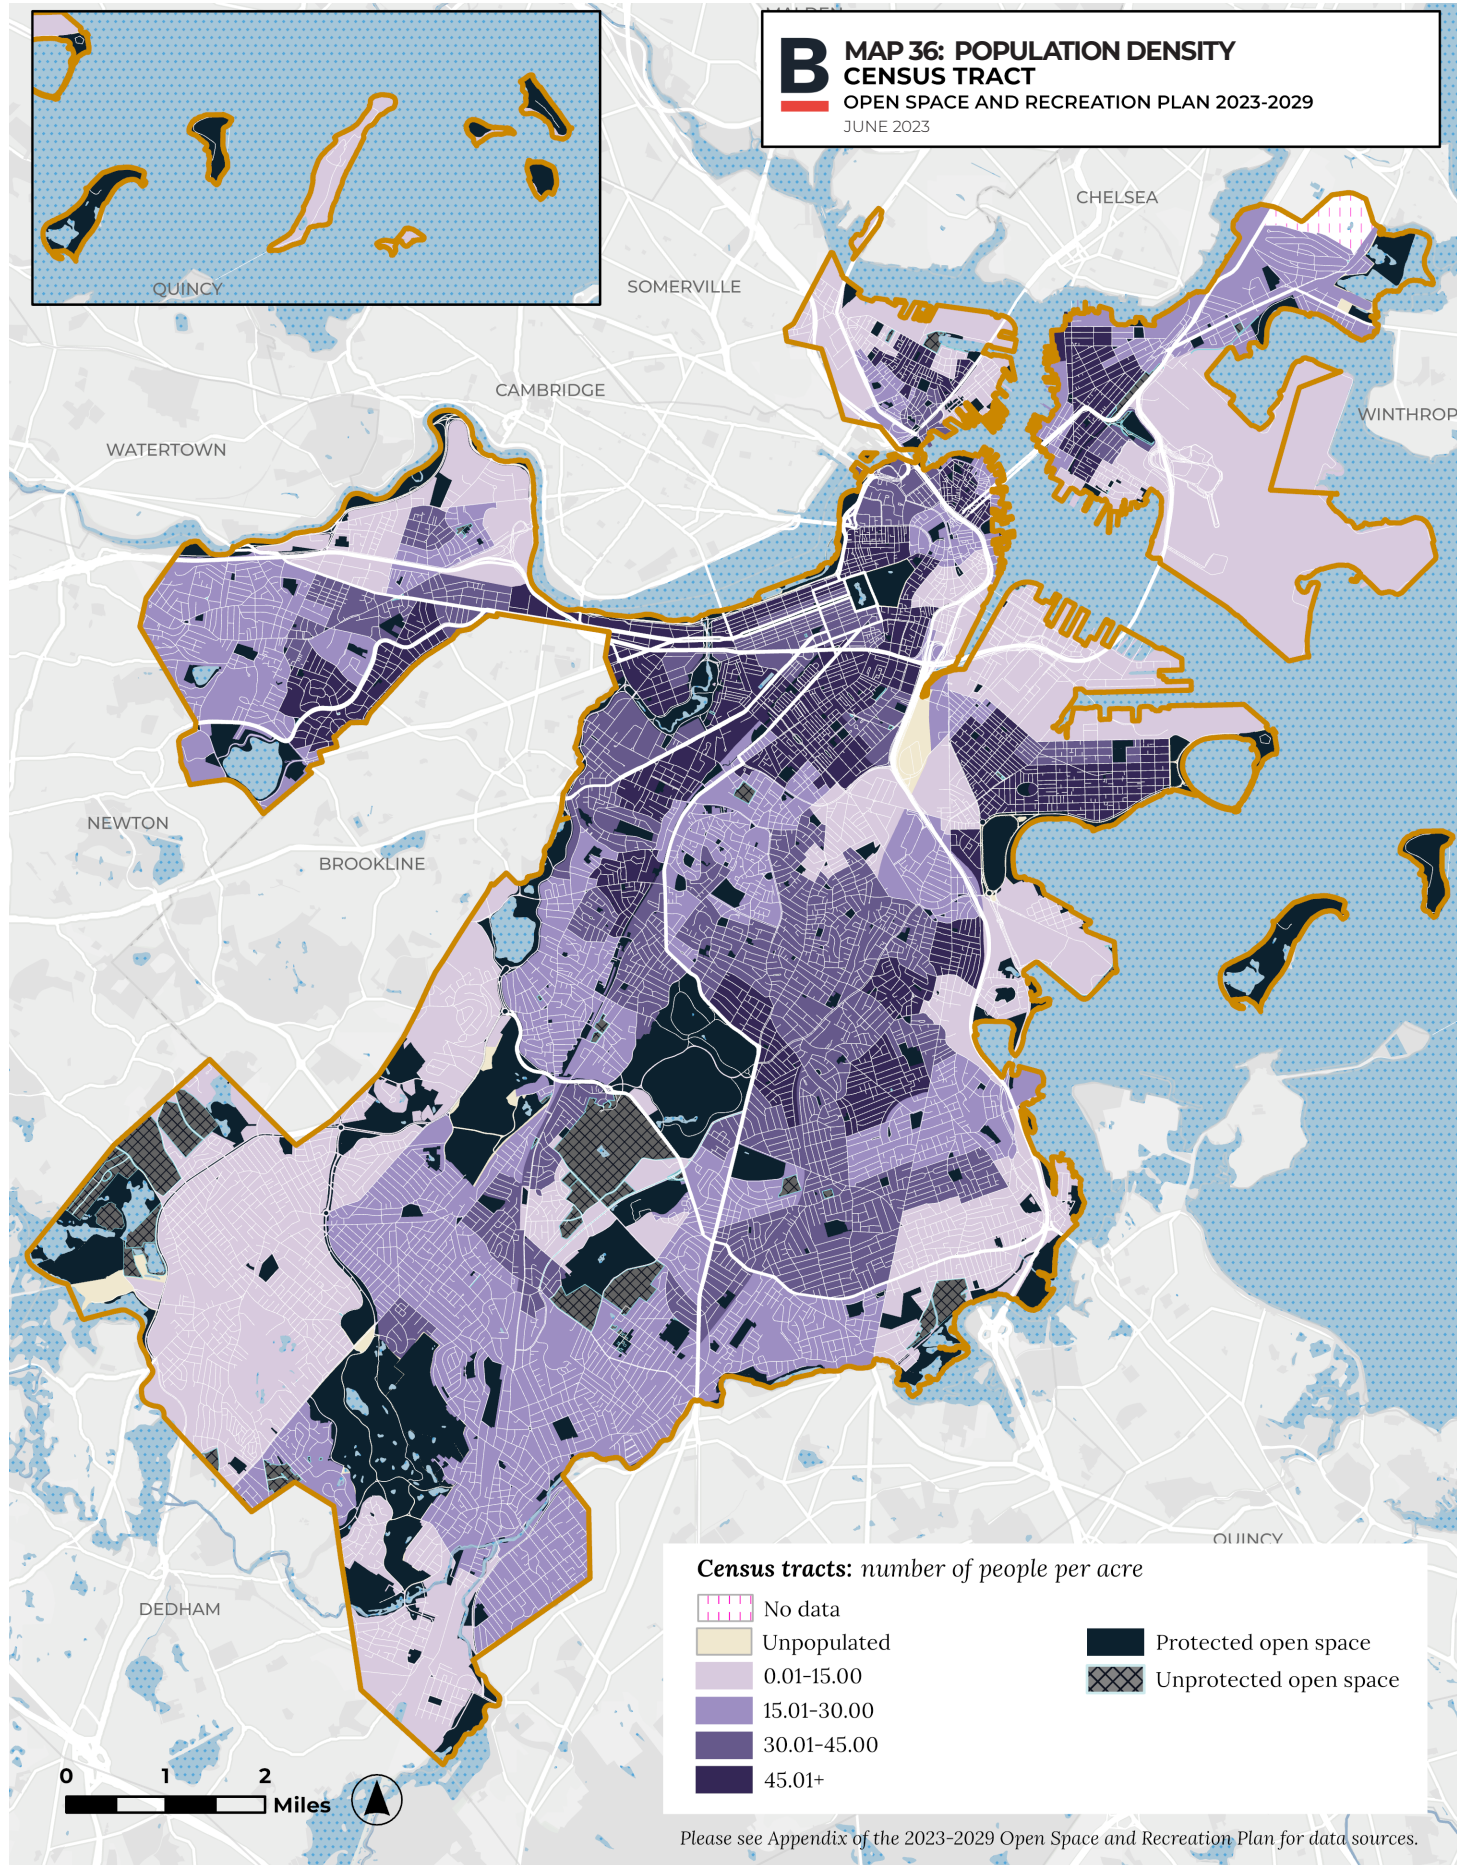 MALDEN
B
MAP 36: POPULATION DENSITY
CENSUS TRACT
OPEN SPACE AND RECREATION PLAN 2023-2029
JUNE 2023
CHELSEA
QUINCY
SOMERVILLE
CAMBRIDGE
WINTHROP
WATERTOWN
NEWTON
BROOKLINE
QUINCY
DEDHAM
Census tracts: number of people per acre
No data
Unpopulated
0.01-15.00
15.01-30.00
30.01-45.00
45.01+
Protected open space
Unprotected open space
0 1 2
Miles
Please see Appendix of the 2023-2029 Open Space and Recreation Plan for data sources.